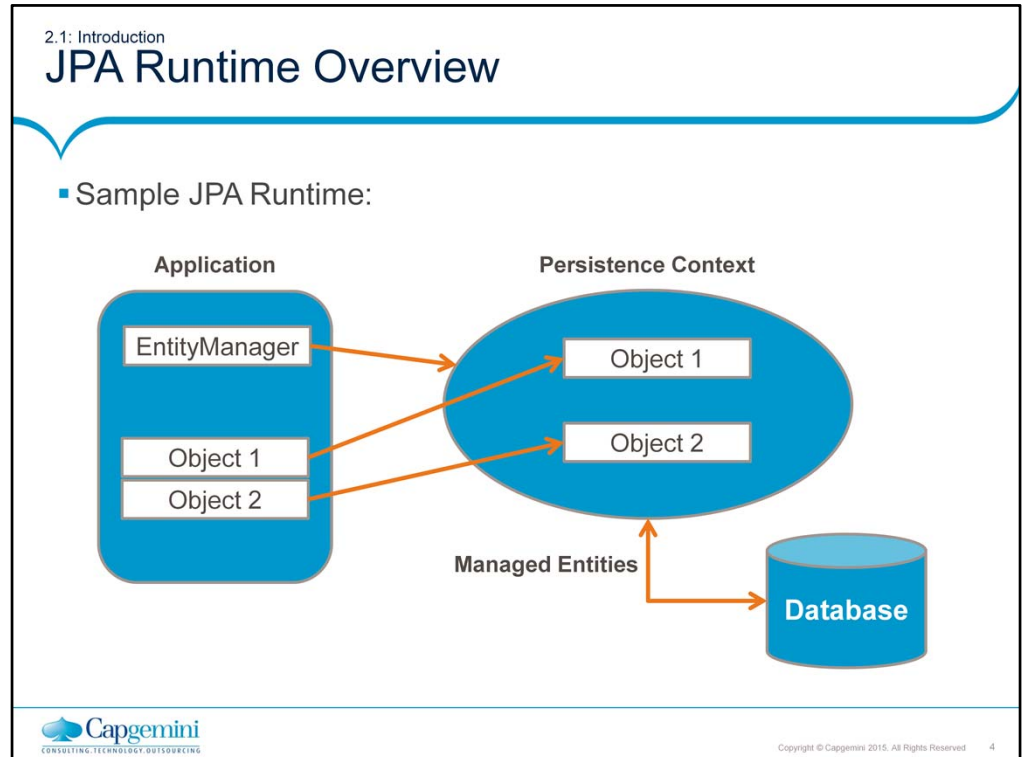 2.1: Introduction
JPA Runtime Overview
▪ Sample JPA Runtime:
Application
Persistence Context
EntityManager
Object 1
Object 1
Object 2
Object 2
Managed Entities
Database
Capgemini
CONSULTING.TECHNOLOGY.OUTSOURCING
Copyright © Capgemini 2015. All Rights Reserved 4